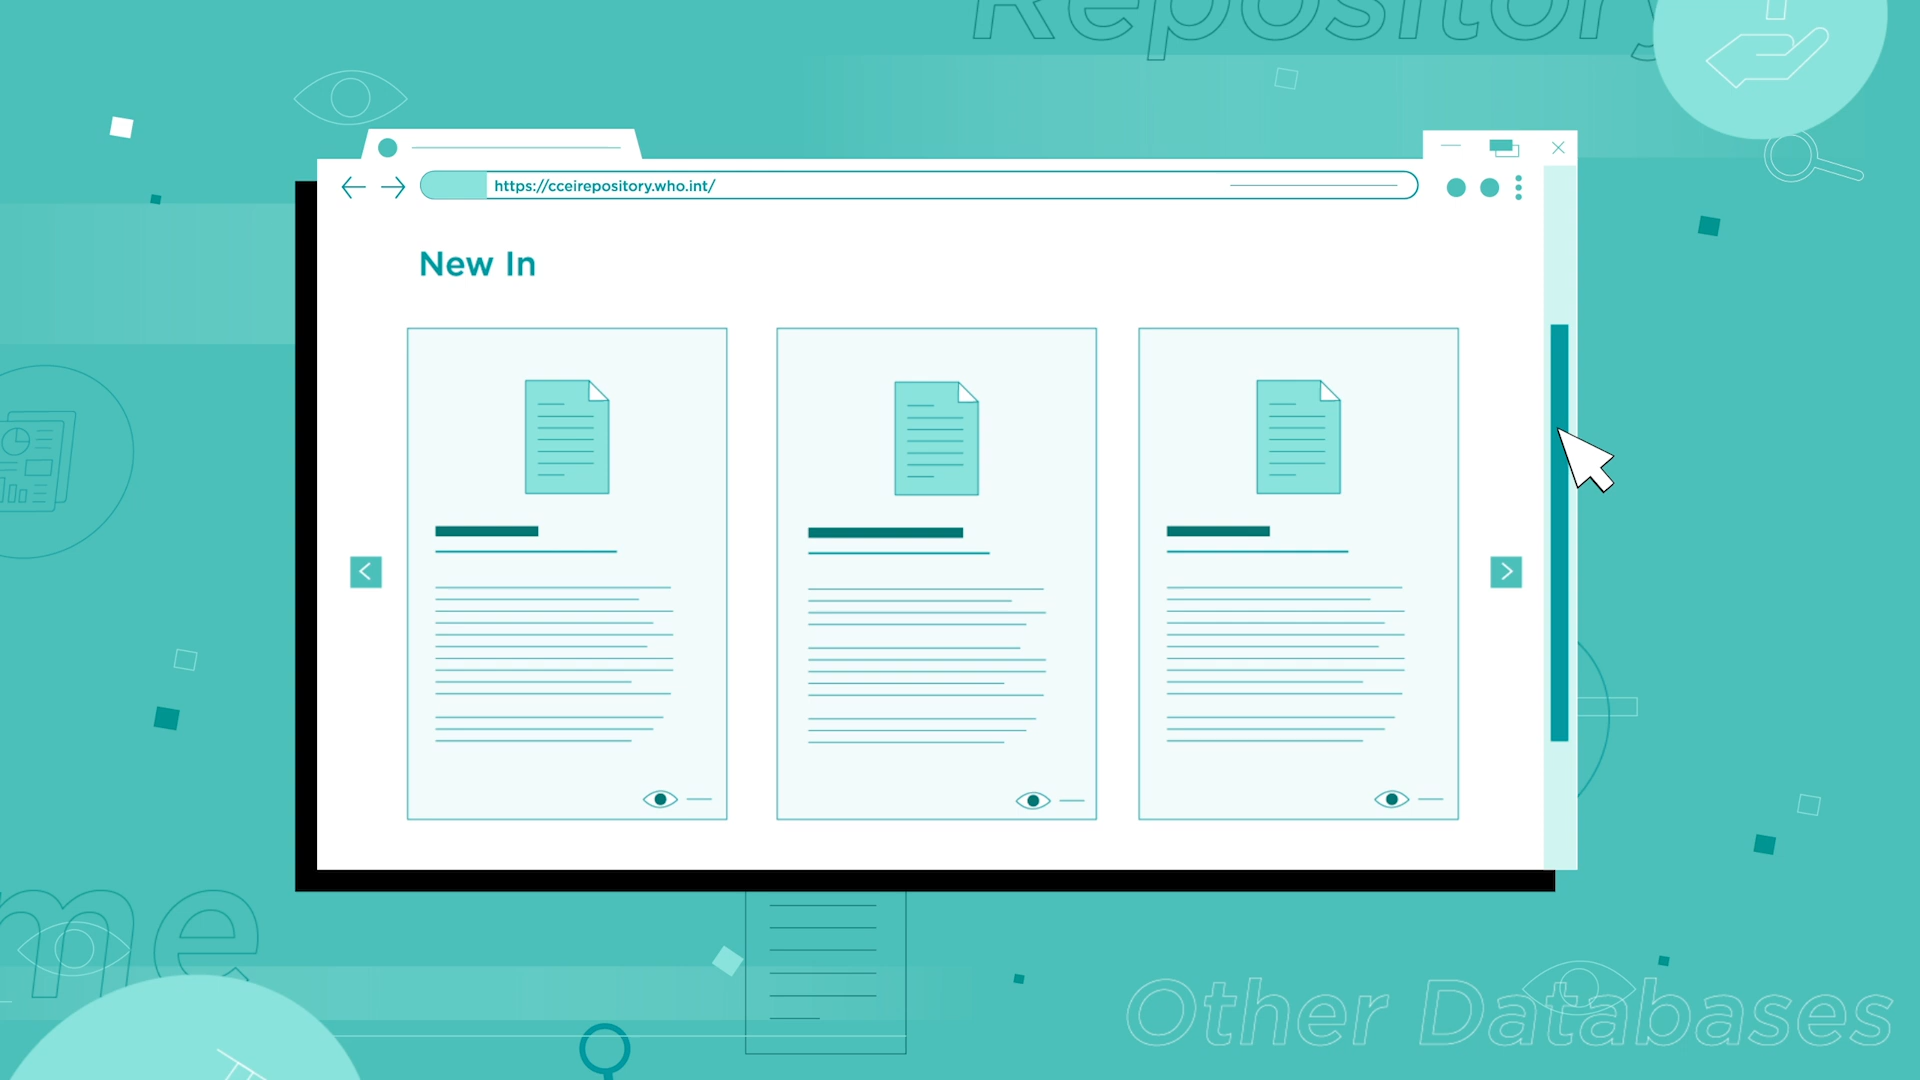 Repository
https://cceirepository.who.int/
New In
me
Other Databases